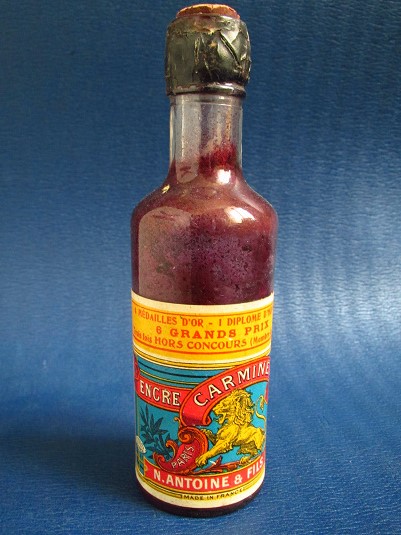 MÉDAILLES D'OR - 1 DIPLOME
6 GRANDS PRIX
HORS CONCOURS
ENCRE CARMINE
PARIS
N. ANTOINE & FILS
MADE IN FRANCE